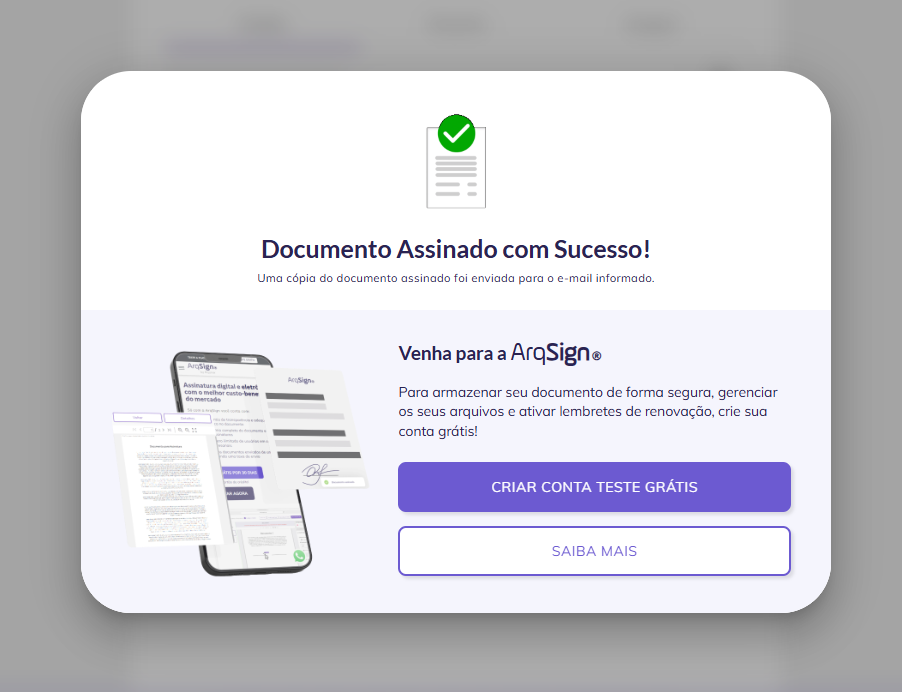 Documento Assinado com Sucesso!
Uma cópia do documento assinado foi enviada para o e-mail informado.
Venha para a ArqSign®
Para armazenar seu documento de forma segura, gerenciar
os seus arquivos e ativar lembretes de renovação, crie sua
conta grátis!
CRIAR CONTA TESTE GRÁTIS
SAIBA MAIS
ArqSign
Assinatura digital e eletrô
com o melhor custo-bene
do mercado
ArqSign